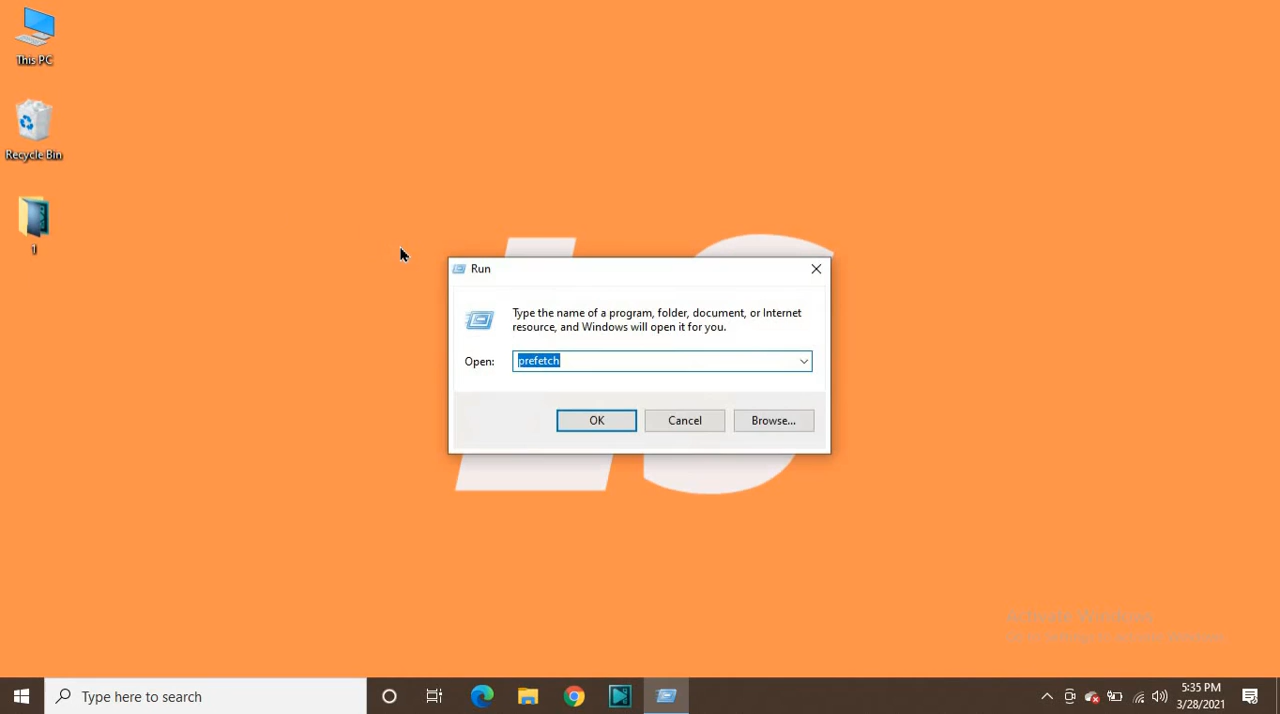 This PC
Recycle Bin
1
Run
Type the name of a program, folder, document, or Internet
resource, and Windows will open it for you.
Open:
prefetch
OK
Cancel
Browse...
Activate Windows
Type here to search
5:35 PM
3/28/2021